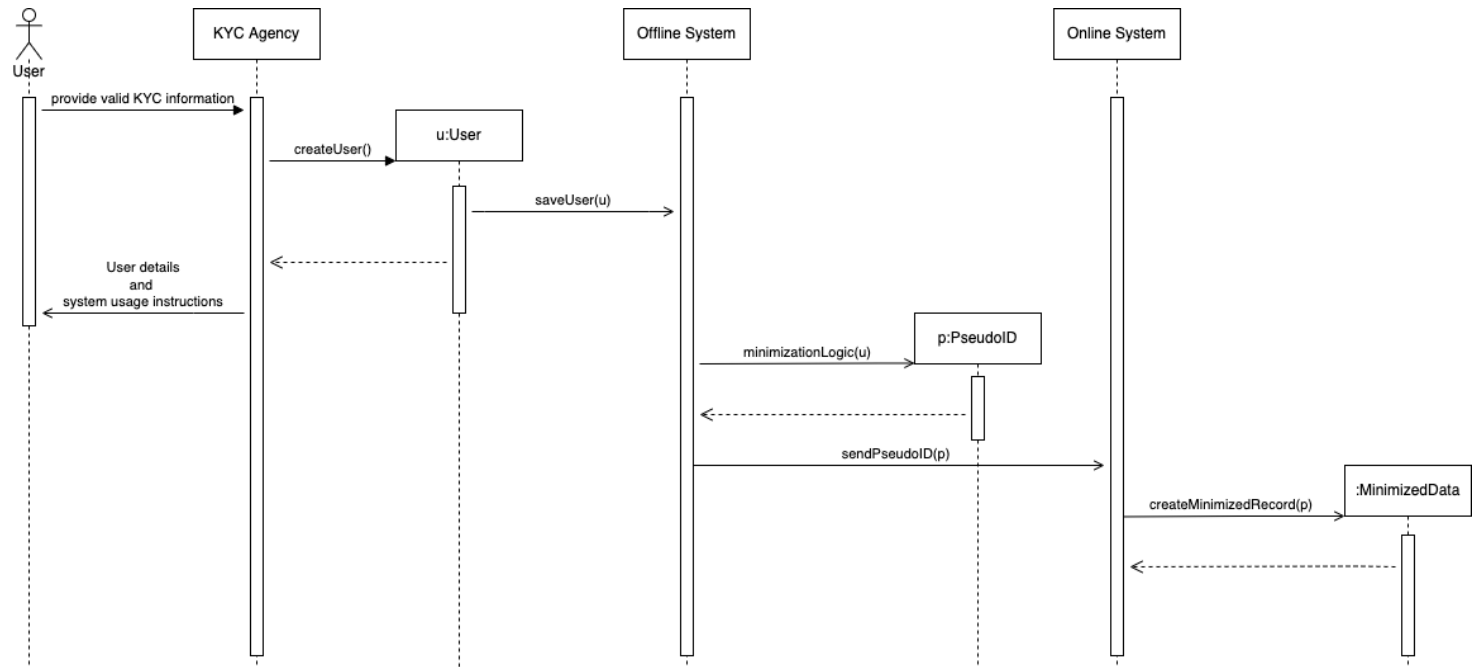 User
KYC Agency
Offline System
Online System
provide valid KYC information
u:User
createUser()
saveUser(u)
User details
and
system usage instructions
p:PseudoID
minimizationLogic(u)
sendPseudoID(p)
:MinimizedData
createMinimizedRecord(p)